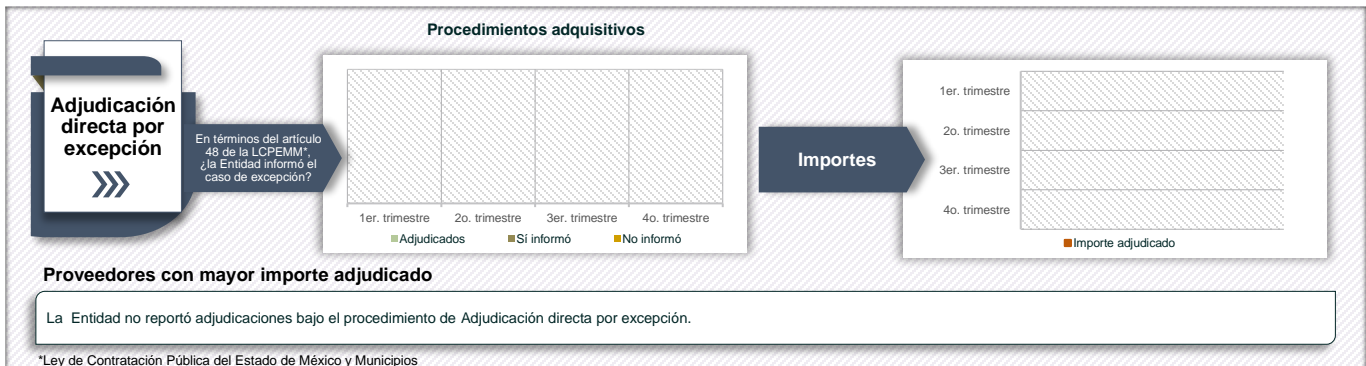 Procedimientos adquisitivos
Adjudicación
directa por
excepción
En términos del artículo
48 de la LCPEMM*,
¿la Entidad informó el
caso de excepción?
1er. trimestre 2o. trimestre 3er. trimestre 4o. trimestre
Adjudicados Sí informó No informó
Importes
1er. trimestre
2o. trimestre
3er. trimestre
4o. trimestre
Importe adjudicado
Proveedores con mayor importe adjudicado
La Entidad no reportó adjudicaciones bajo el procedimiento de Adjudicación directa por excepción.
*Ley de Contratación Pública del Estado de México y Municipios